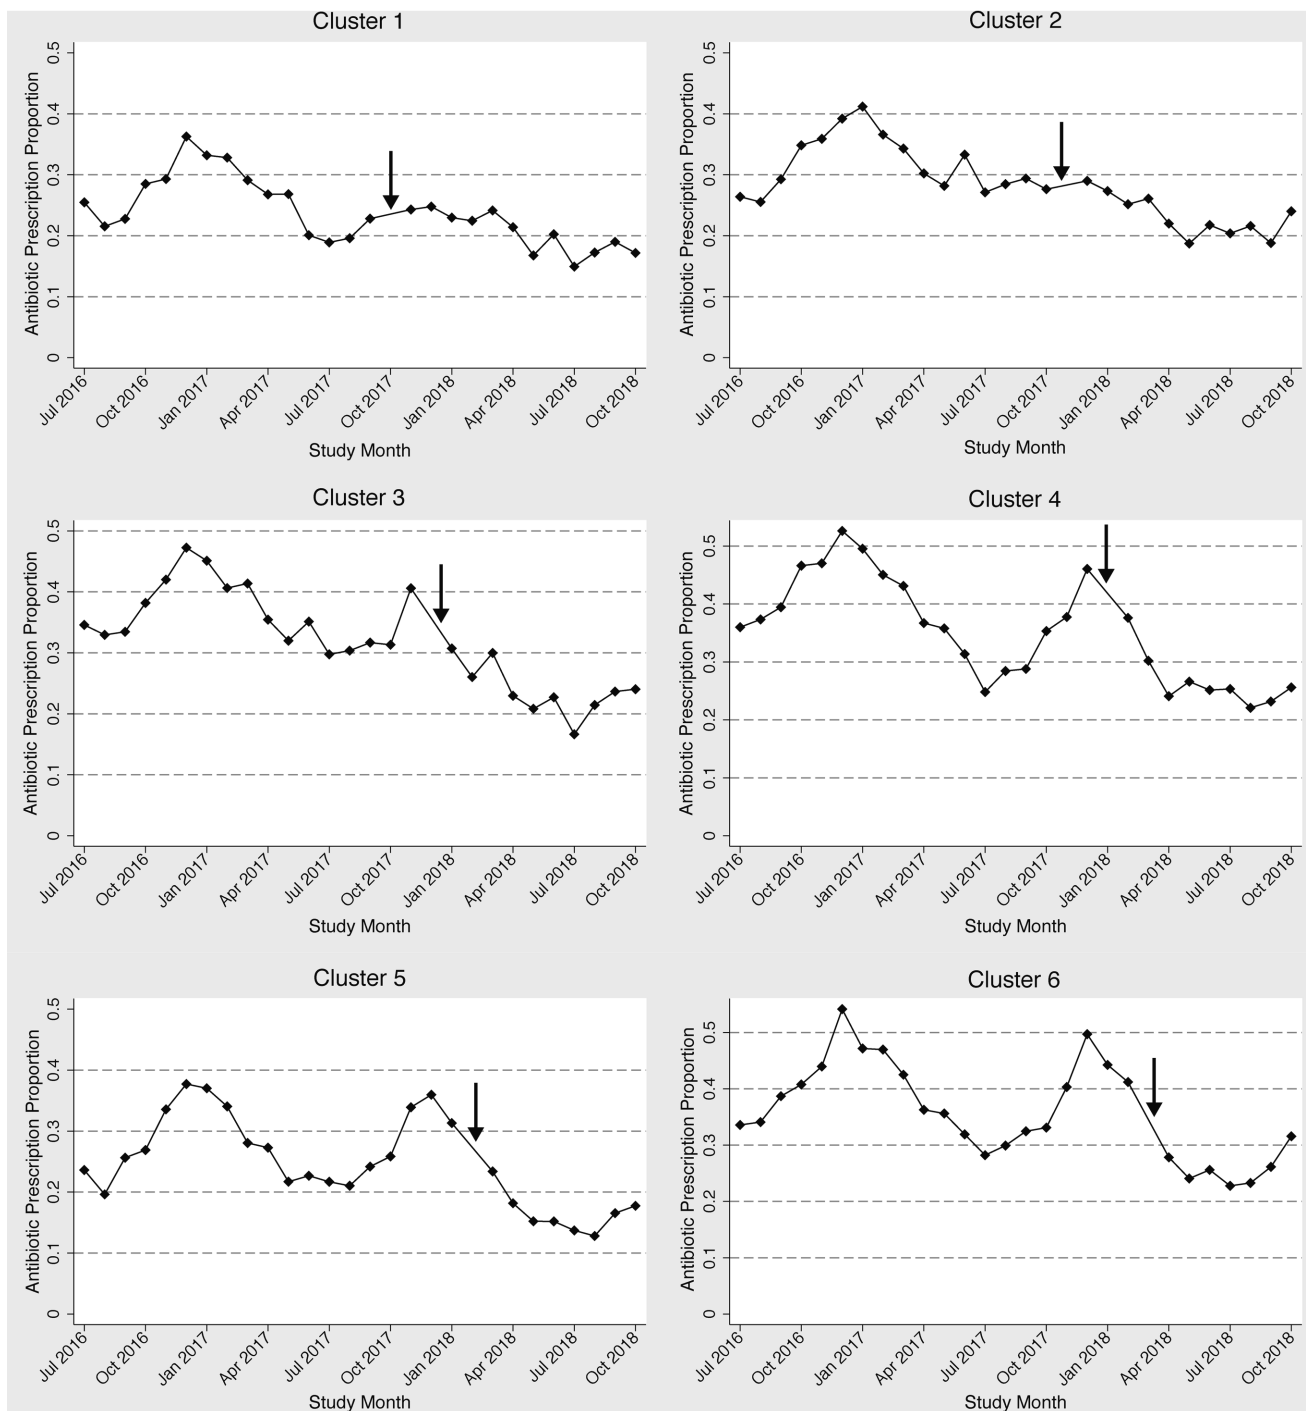 Cluster 1
Antibiotic Prescription Proportion
0.5
0.4
0.3
0.2
0.1
0
Jul 2016
Oct 2016
Jan 2017
Apr 2017
Jul 2017
Oct 2017
Jan 2018
Apr 2018
Jul 2018
Oct 2018
Study Month
Cluster 2
Antibiotic Prescription Proportion
0.5
0.4
0.3
0.2
0.1
0
Jul 2016
Oct 2016
Jan 2017
Apr 2017
Jul 2017
Oct 2017
Jan 2018
Apr 2018
Jul 2018
Oct 2018
Study Month
Cluster 3
Antibiotic Prescription Proportion
0.5
0.4
0.3
0.2
0.1
0
Jul 2016
Oct 2016
Jan 2017
Apr 2017
Jul 2017
Oct 2017
Jan 2018
Apr 2018
Jul 2018
Oct 2018
Study Month
Cluster 4
Antibiotic Prescription Proportion
0.5
0.4
0.3
0.2
0.1
0
Jul 2016
Oct 2016
Jan 2017
Apr 2017
Jul 2017
Oct 2017
Jan 2018
Apr 2018
Jul 2018
Oct 2018
Study Month
Cluster 5
Antibiotic Prescription Proportion
0.5
0.4
0.3
0.2
0.1
0
Jul 2016
Oct 2016
Jan 2017
Apr 2017
Jul 2017
Oct 2017
Jan 2018
Apr 2018
Jul 2018
Oct 2018
Study Month
Cluster 6
Antibiotic Prescription Proportion
0.5
0.4
0.3
0.2
0.1
0
Jul 2016
Oct 2016
Jan 2017
Apr 2017
Jul 2017
Oct 2017
Jan 2018
Apr 2018
Jul 2018
Oct 2018
Study Month